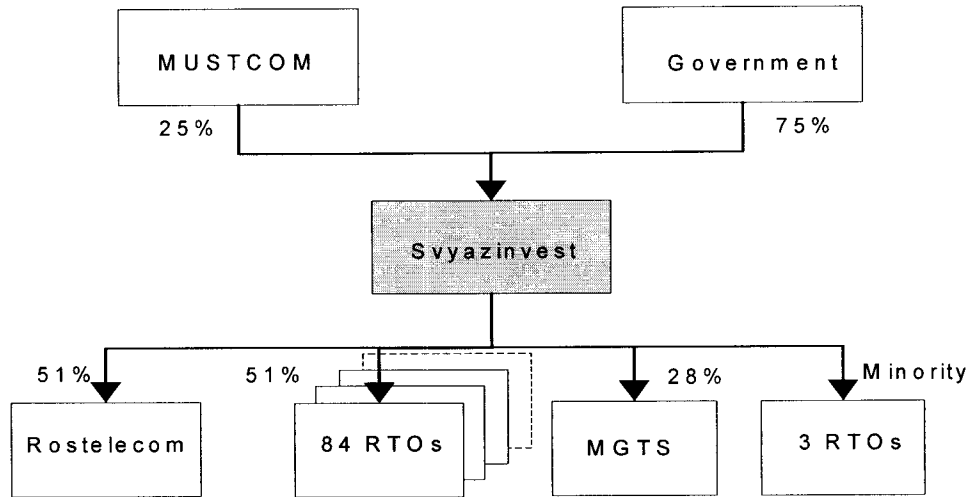 MUSTCOM
Government
25%
75%
Svyazinvest
51%
51%
28%
Minority
Rostelecom
84 RTOs
MGTS
3 RTOs